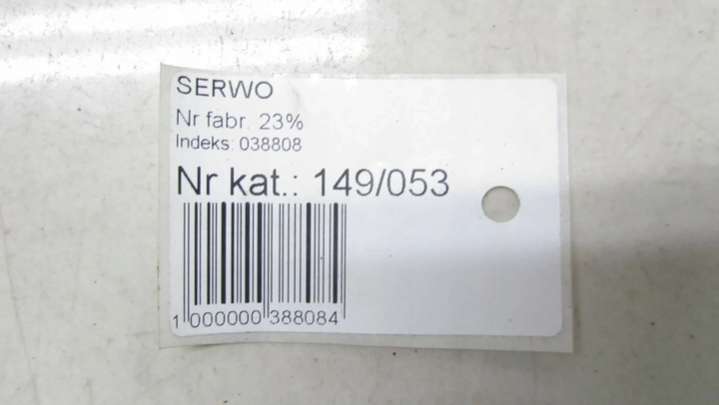 SERWO
Nr fabr. 23%
Indeks: 038808
Nr kat.: 149/053
1 000000 388084